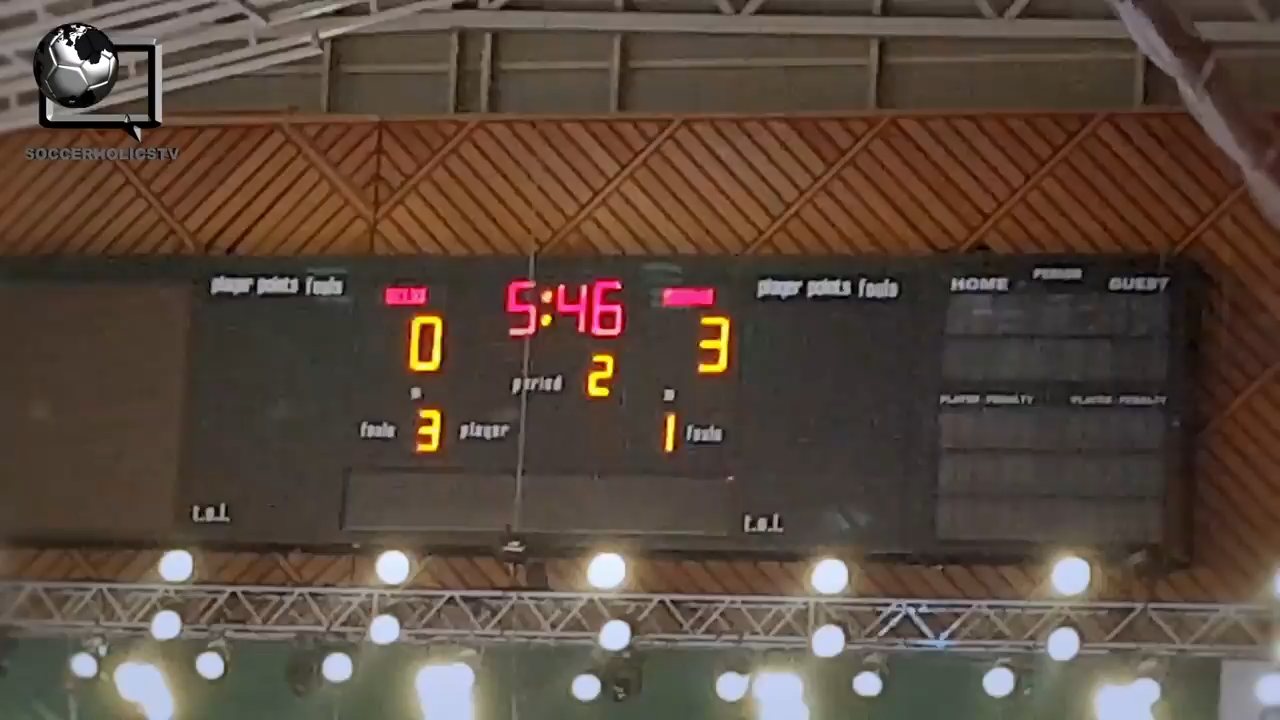 SOCCERHOLICSTV
player points fouls
5:46
player points fouls
HOME
PERIOD
GUEST
0
3
period 2
PLAYER-PENALTY PLAYER-PENALTY
fouls 3 player
1 fouls
t.o.l.
t.o.l.